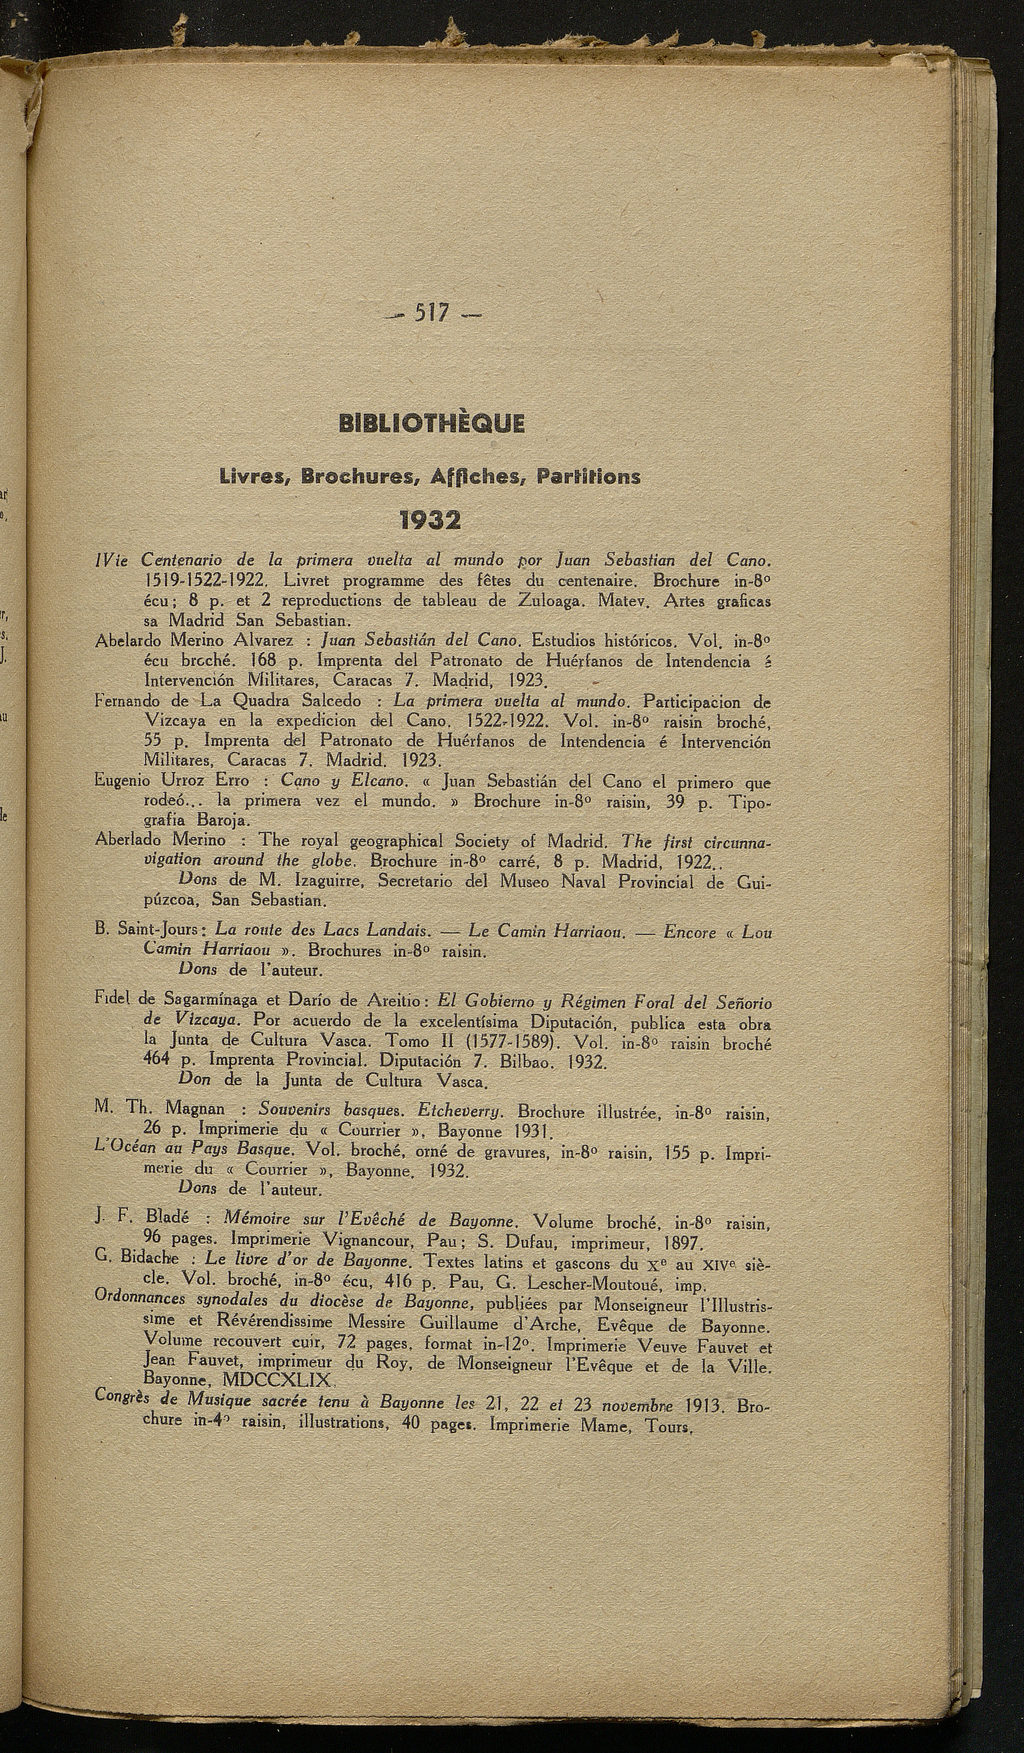 — 517 —
BIBLIOTHÈQUE
Livres, Brochures, Affiches, Partitions
1932
IVie Centenario de la primera vuelta al mundo por Juan Sebastian del Cano.
1519-1522-1922. Livret programme des fêtes du centenaire. Brochure in-8º
écu; 8 p. et 2 reproductions de tableau de Zuloaga. Matev. Artes graficas
sa Madrid San Sebastian.
Abelardo Merino Alvarez : Juan Sebastián del Cano. Estudios históricos. Vol. in-8º
écu broché. 168 p. Imprenta del Patronato de Huérfanos de Intendencia é
Intervención Militares, Caracas 7. Madrid, 1923.
Fernando de La Quadra Salcedo : La primera vuelta al mundo. Participacion de
Vizcaya en la expedicion del Cano. 1522-1922. Vol. in-8º raisin broché,
55 p. Imprenta del Patronato de Huérfanos de Intendencia é Intervención
Militares, Caracas 7. Madrid. 1923.
Eugenio Urroz Erro : Cano y Elcano. « Juan Sebastián del Cano el primero que
rodeó... la primera vez el mundo. » Brochure in-8º raisin, 39 p. Tipo-
grafia Baroja.
Aberlado Merino : The royal geographical Society of Madrid. The first circunna-
vigation around the globe. Brochure in-8º carré, 8 p. Madrid, 1922..
Dons de M. Izaguirre, Secretario del Museo Naval Provincial de Gui-
púzcoa, San Sebastian.
B. Saint-Jours : La route des Lacs Landais. — Le Camin Harriaou. — Encore « Lou
Camin Harriaou ». Brochures in-8º raisin.
Dons de l'auteur.
Fidel de Sagarmínaga et Darío de Areitio : El Gobierno y Régimen Foral del Señorio
de Vizcaya. Por acuerdo de la excelentísima Diputación, publica esta obra
la Junta de Cultura Vasca. Tomo II (1577-1589). Vol. in-8º raisin broché
464 p. Imprenta Provincial. Diputación 7. Bilbao. 1932.
Don de la Junta de Cultura Vasca.
M. Th. Magnan : Souvenirs basques. Etcheverry. Brochure illustrée, in-8º raisin,
26 p. Imprimerie du « Courrier », Bayonne 1931.
L'Océan au Pays Basque. Vol. broché, orné de gravures, in-8º raisin, 155 p. Impri-
merie du « Courrier », Bayonne. 1932.
Dons de l'auteur.
J. F. Bladé : Mémoire sur l'Evêché de Bayonne. Volume broché, in-8º raisin,
96 pages. Imprimerie Vignancour, Pau ; S. Dufau, imprimeur, 1897.
G. Bidache : Le livre d'or de Bayonne. Textes latins et gascons du Xe au XIVe siè-
cle. Vol. broché, in-8º écu, 416 p. Pau, G. Lescher-Moutoué, imp.
Ordonnances synodales du diocèse de Bayonne, publiées par Monseigneur l'Illustris-
sime et Révérendissime Messire Guillaume d'Arche, Evêque de Bayonne.
Volume recouvert cuir, 72 pages, format in-12º. Imprimerie Veuve Fauvet et
Jean Fauvet, imprimeur du Roy, de Monseigneur l'Evêque et de la Ville.
Bayonne, MDCCXLIX.
Congrès de Musique sacrée tenu à Bayonne les 21, 22 et 23 novembre 1913. Bro-
chure in-4º raisin, illustrations, 40 pages. Imprimerie Mame, Tours.